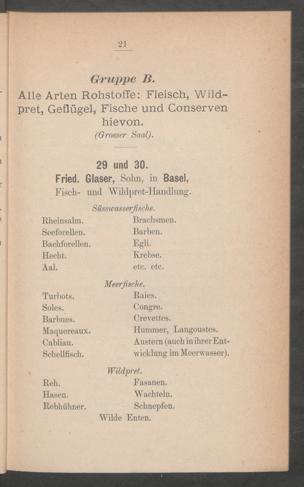 21
Gruppe B.
Alle Arten Rohstoffe: Fleisch, Wild-
pret, Geflügel, Fische und Conserven
hievon.
(Grosser Saal).
29 und 30.
Fried. Glaser, Sohn, in Basel,
Fisch- und Wildpret-Handlung.
Süsswasserfische.
Rheinsalm. Brachsmen.
Seeforellen. Barben.
Bachforellen. Egli.
Hecht. Krebse.
Aal. etc. etc.
Meerfische.
Turbots. Raies.
Soles. Congre.
Barbues. Crevettes.
Maquereaux. Hummer, Langoustes.
Cabliau. Austern (auch in ihrer Ent-
Schellfisch. wicklung im Meerwasser).
Wildpret.
Reh. Fasanen.
Hasen. Wachteln.
Rebhühner. Schnepfen.
Wilde Enten.